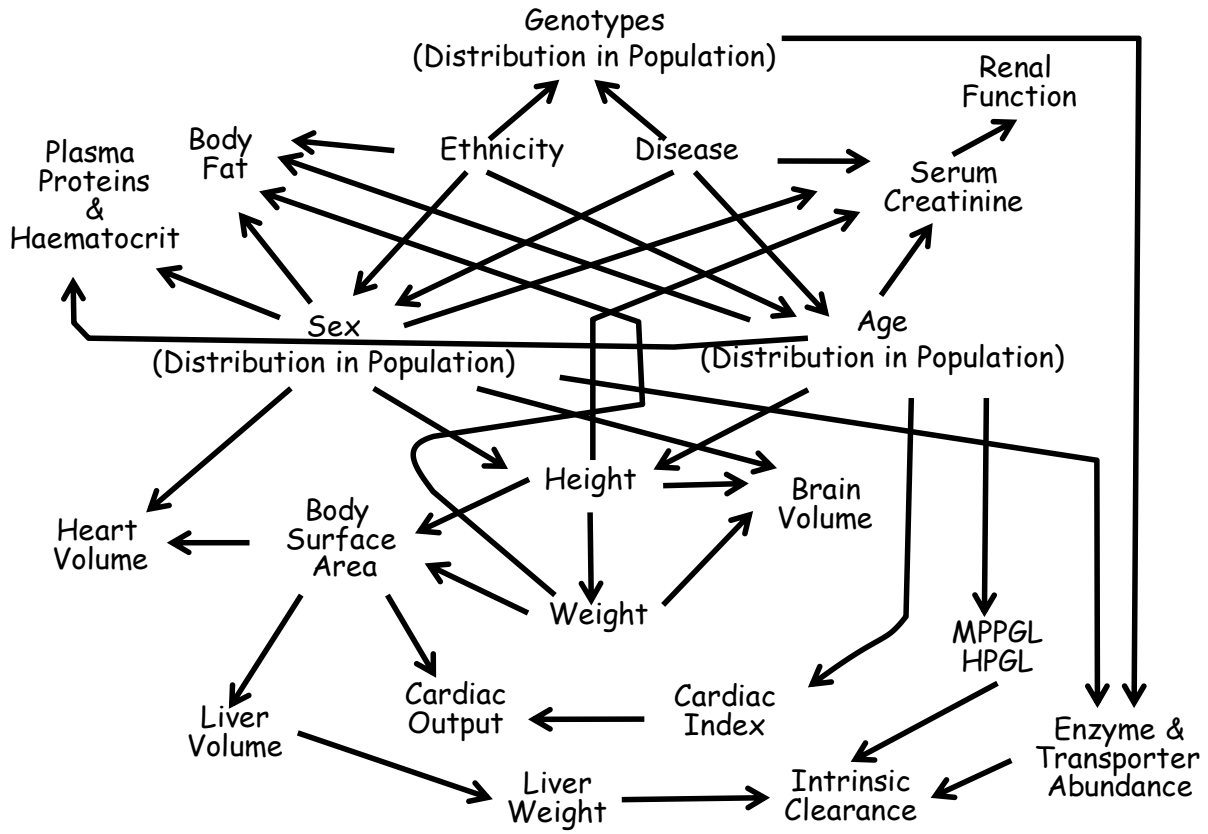 Genotypes
(Distribution in Population)
Renal
Function
Ethnicity
Disease
Body
Fat
Plasma
Proteins
&
Haematocrit
Serum
Creatinine
Sex
(Distribution in Population)
Age
(Distribution in Population)
Height
Brain
Volume
Heart
Volume
Body
Surface
Area
Weight
MPPGL
HPGL
Cardiac
Output
Cardiac
Index
Liver
Volume
Enzyme &
Transporter
Abundance
Liver
Weight
Intrinsic
Clearance